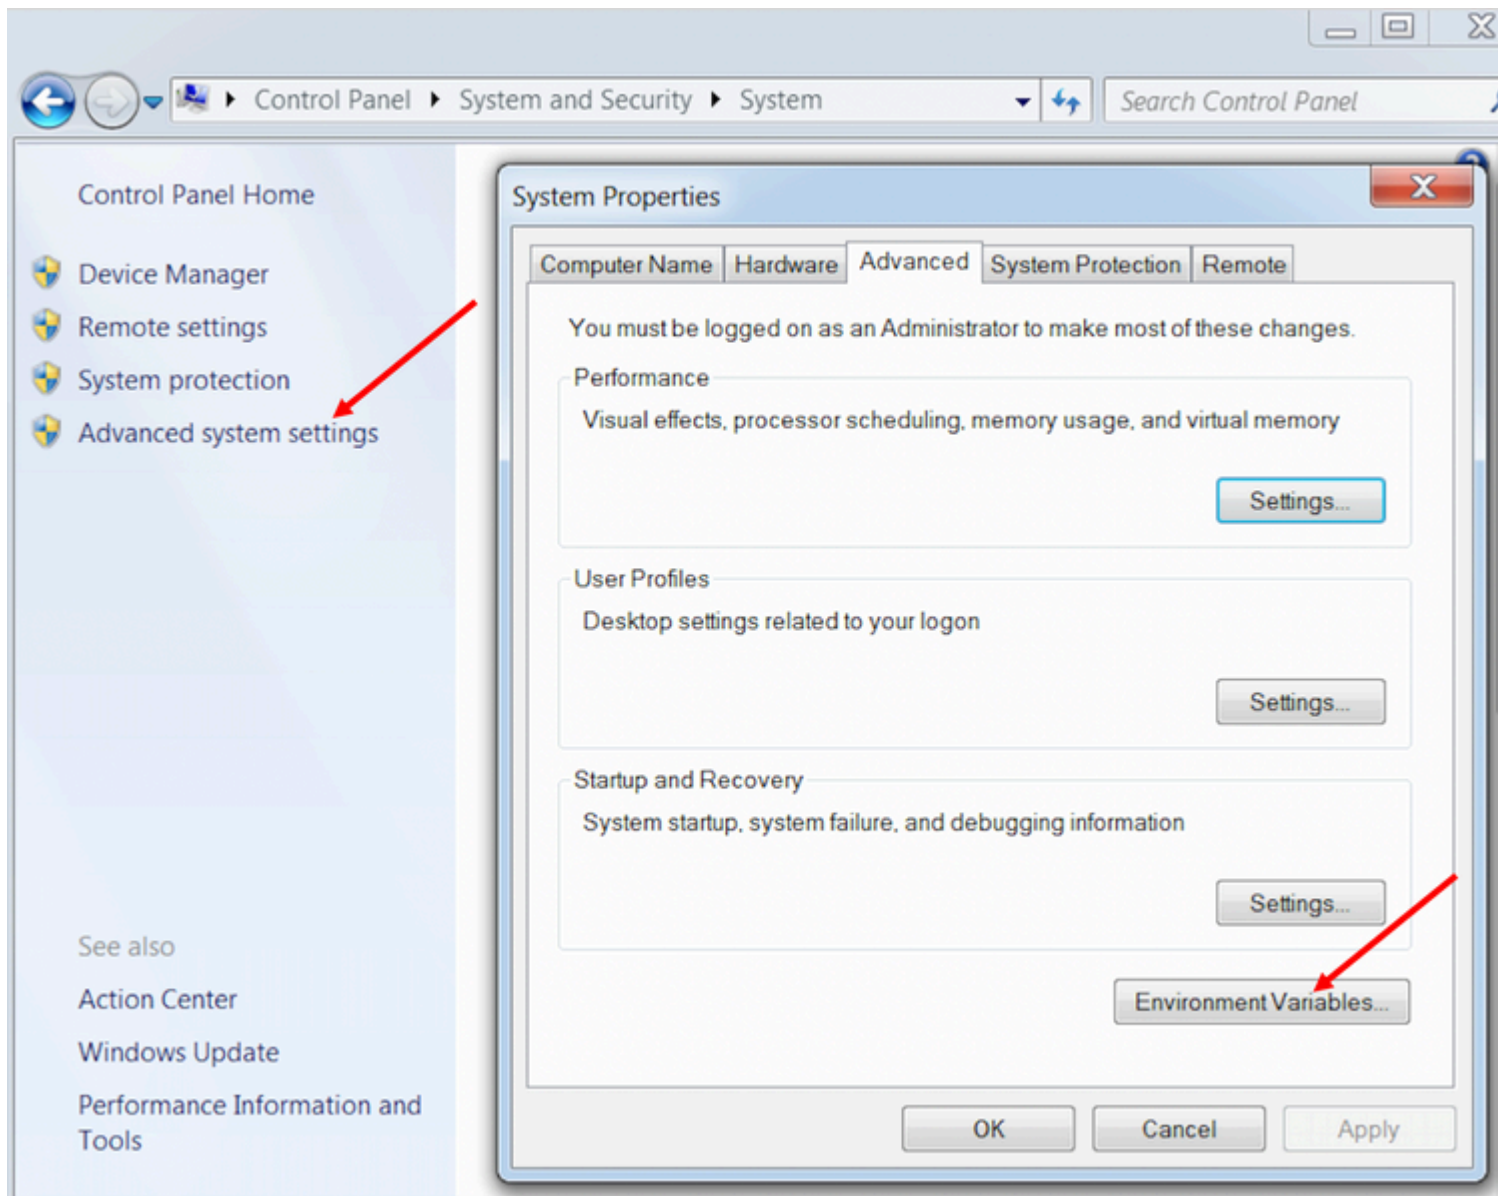 Control Panel System and Security System
Search Control Panel
Control Panel Home
Device Manager
Remote settings
System protection
Advanced system settings
See also
Action Center
Windows Update
Performance Information and
Tools
System Properties
Computer Name Hardware Advanced System Protection Remote
You must be logged on as an Administrator to make most of these changes.
Performance
Visual effects, processor scheduling, memory usage, and virtual memory
Settings...
User Profiles
Desktop settings related to your logon
Settings...
Startup and Recovery
System startup, system failure, and debugging information
Settings...
Environment Variables...
OK Cancel Apply